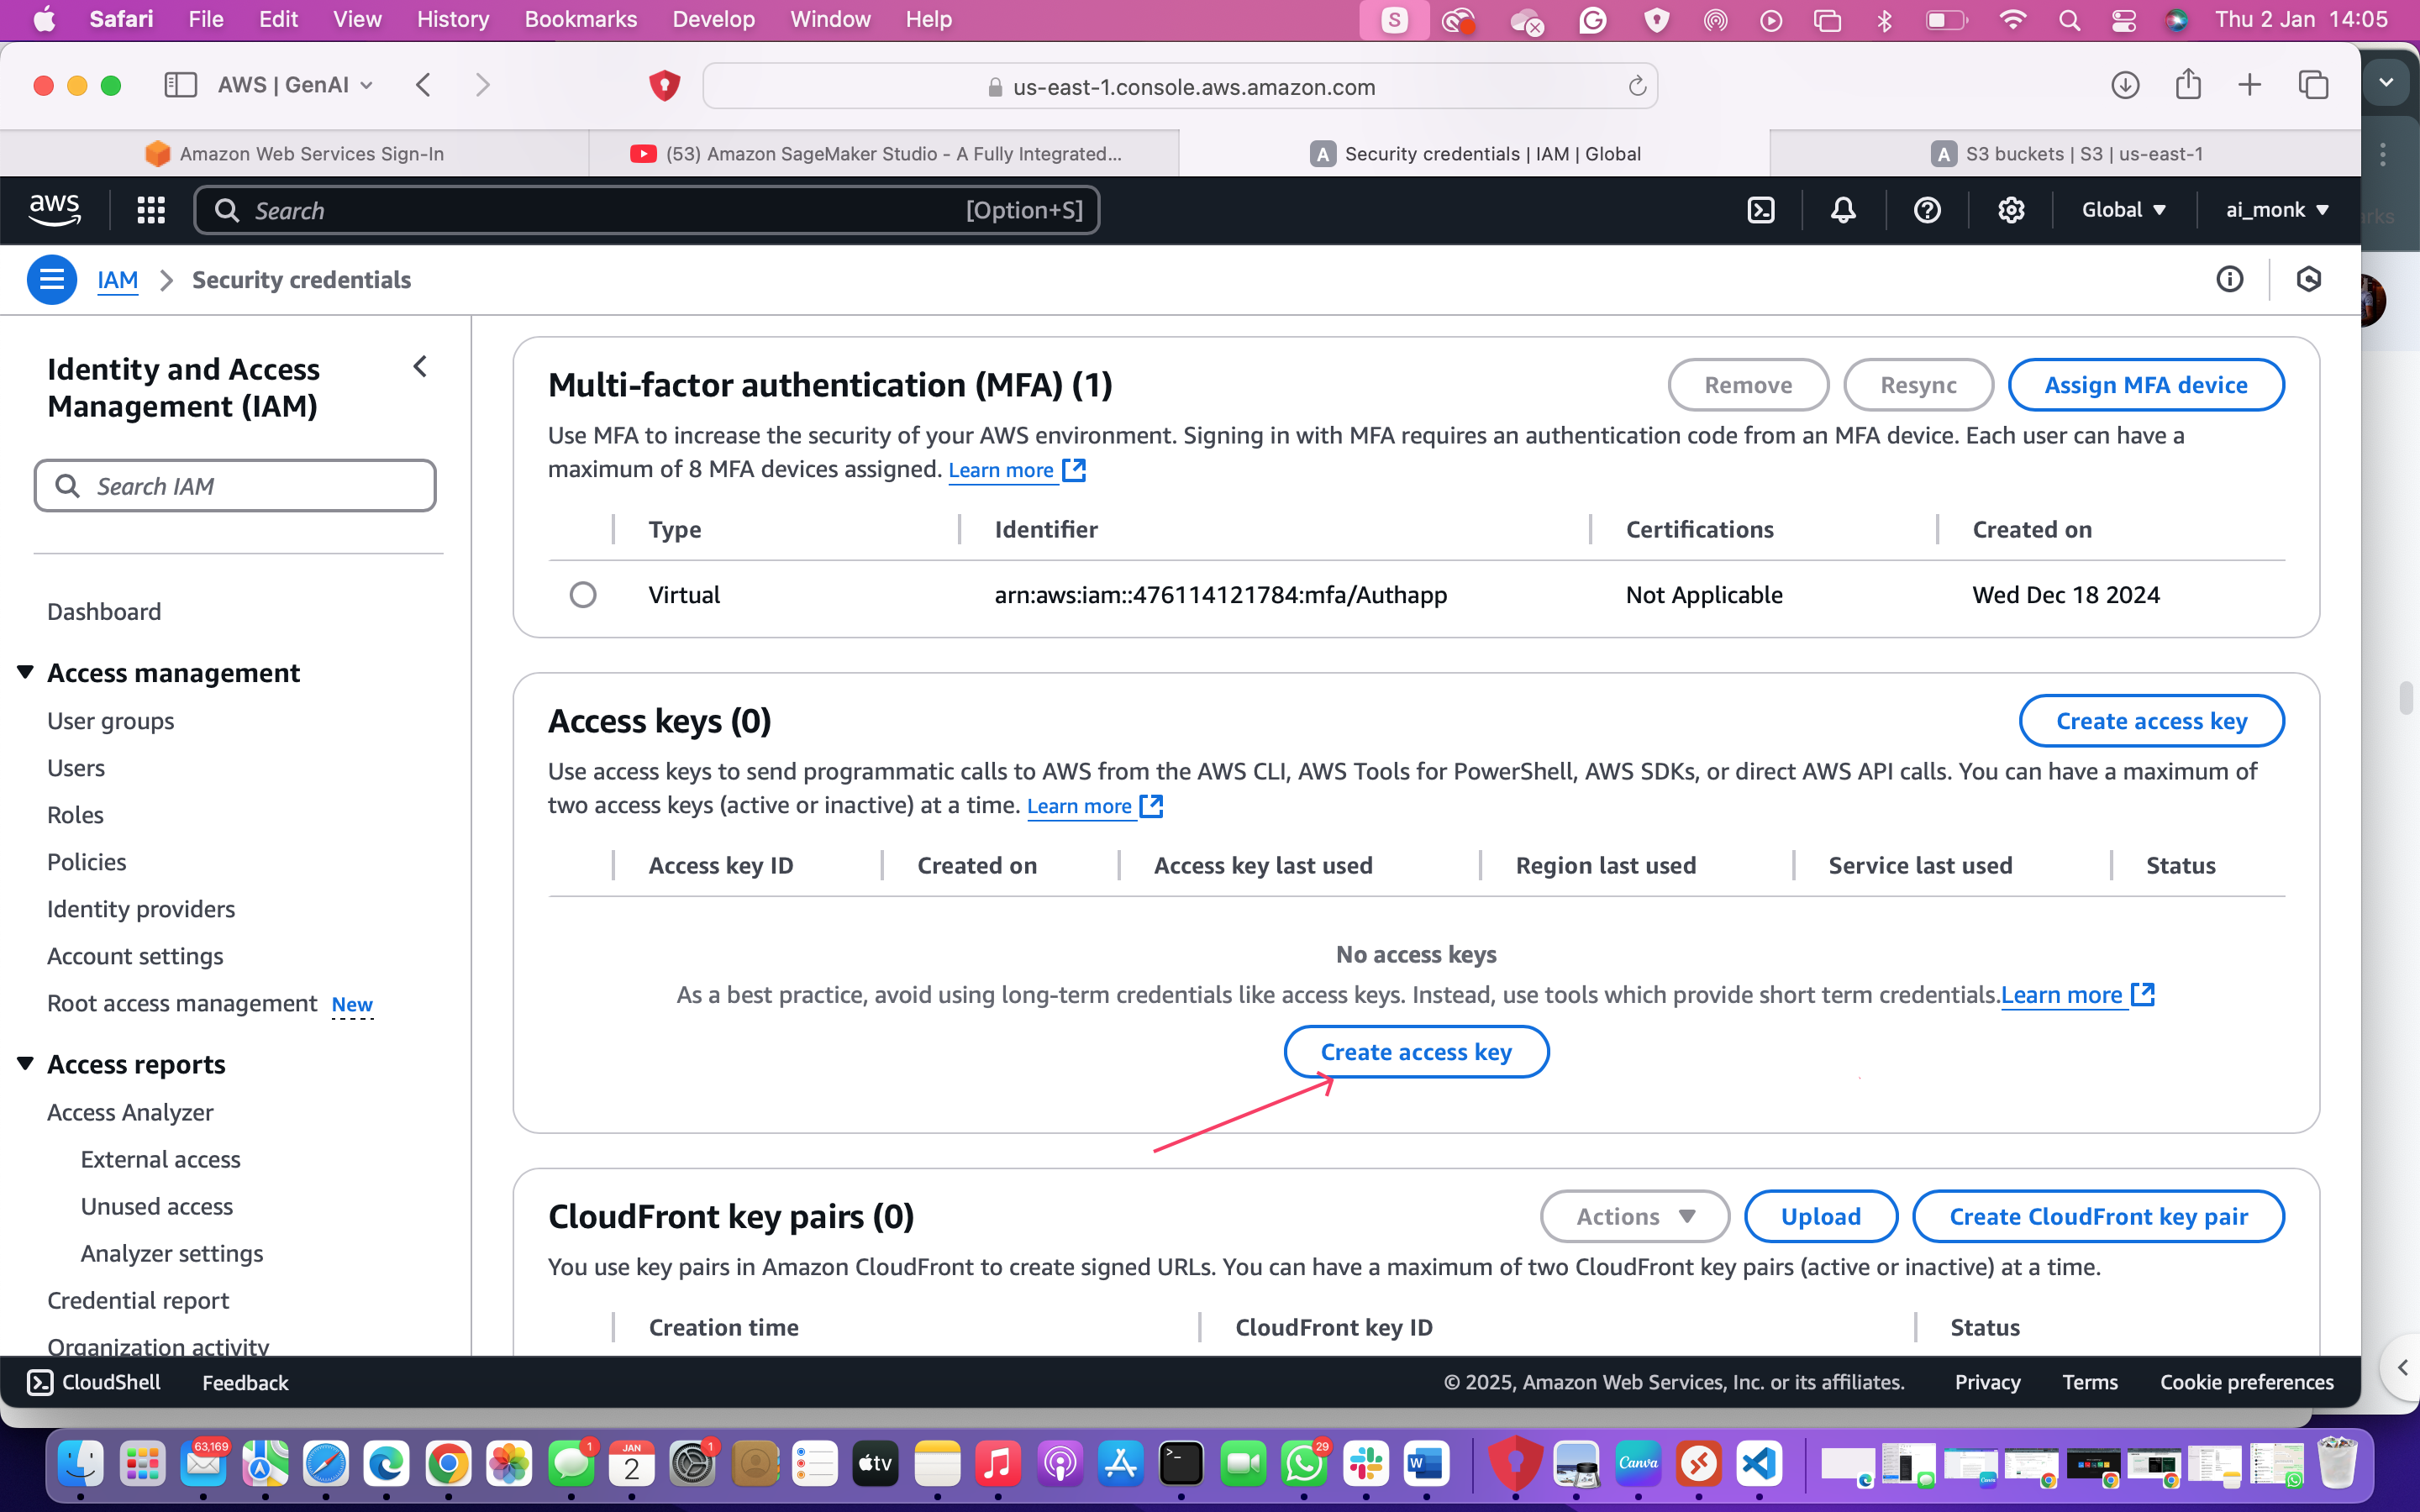 Safari File Edit View History Bookmarks Develop Window Help S Thu 2 Jan 14:05
AWS | GenAI us-east-1.console.aws.amazon.com
Amazon Web Services Sign-In (53) Amazon SageMaker Studio - A Fully Integrated... A Security credentials | IAM | Global A S3 buckets | S3 | us-east-1
aws Search [Option+S] Global ai_monk
IAM Security credentials
Identity and Access
Management (IAM)
Search IAM
Dashboard
Access management
User groups
Users
Roles
Policies
Identity providers
Account settings
Root access management New
Access reports
Access Analyzer
External access
Unused access
Analyzer settings
Credential report
Organization activity
Multi-factor authentication (MFA) (1) Remove Resync Assign MFA device
Use MFA to increase the security of your AWS environment. Signing in with MFA requires an authentication code from an MFA device. Each user can have a
maximum of 8 MFA devices assigned. Learn more
Type Identifier Certifications Created on
Virtual arn:aws:iam::476114121784:mfa/Authapp Not Applicable Wed Dec 18 2024
Access keys (0) Create access key
Use access keys to send programmatic calls to AWS from the AWS CLI, AWS Tools for PowerShell, AWS SDKs, or direct AWS API calls. You can have a maximum of
two access keys (active or inactive) at a time. Learn more
Access key ID Created on Access key last used Region last used Service last used Status
No access keys
As a best practice, avoid using long-term credentials like access keys. Instead, use tools which provide short term credentials.Learn more
Create access key
CloudFront key pairs (0) Actions Upload Create CloudFront key pair
You use key pairs in Amazon CloudFront to create signed URLs. You can have a maximum of two CloudFront key pairs (active or inactive) at a time.
Creation time CloudFront key ID Status
CloudShell Feedback © 2025, Amazon Web Services, Inc. or its affiliates. Privacy Terms Cookie preferences
63,169 1 JAN 2 1 tv 29 W Canva